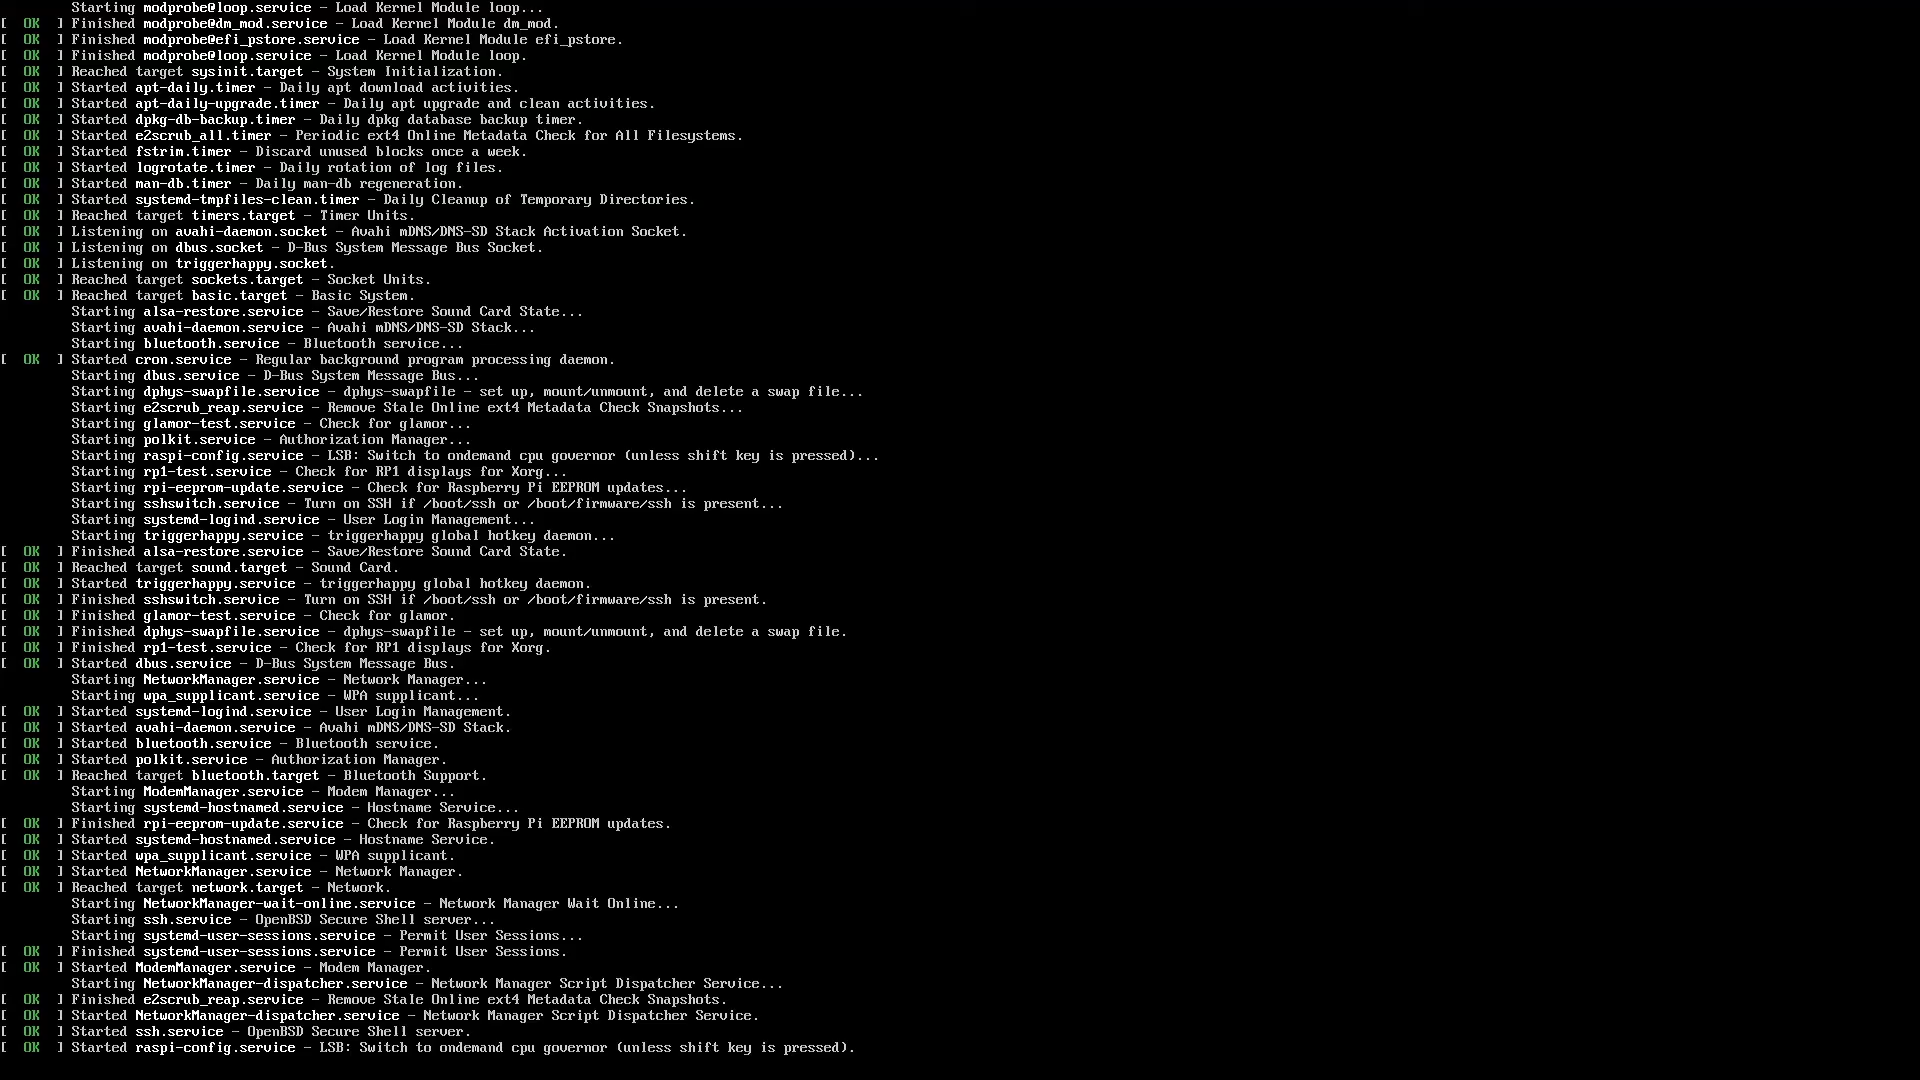 Starting modprobe@loop.service - Load Kernel Module loop...
[  OK  ] Finished modprobe@dm_mod.service - Load Kernel Module dm_mod.
[  OK  ] Finished modprobe@efi_pstore.service - Load Kernel Module efi_pstore.
[  OK  ] Finished modprobe@loop.service - Load Kernel Module loop.
[  OK  ] Reached target sysinit.target - System Initialization.
[  OK  ] Started apt-daily.timer - Daily apt download activities.
[  OK  ] Started apt-daily-upgrade.timer - Daily apt upgrade and clean activities.
[  OK  ] Started dpkg-db-backup.timer - Daily dpkg database backup timer.
[  OK  ] Started e2scrub_all.timer - Periodic ext4 Online Metadata Check for All Filesystems.
[  OK  ] Started fstrim.timer - Discard unused blocks once a week.
[  OK  ] Started logrotate.timer - Daily rotation of log files.
[  OK  ] Started man-db.timer - Daily man-db regeneration.
[  OK  ] Started systemd-tmpfiles-clean.timer - Daily Cleanup of Temporary Directories.
[  OK  ] Reached target timers.target - Timer Units.
[  OK  ] Listening on avahi-daemon.socket - Avahi mDNS/DNS-SD Stack Activation Socket.
[  OK  ] Listening on dbus.socket - D-Bus System Message Bus Socket.
[  OK  ] Listening on triggerhappy.socket.
[  OK  ] Reached target sockets.target - Socket Units.
[  OK  ] Reached target basic.target - Basic System.
         Starting alsa-restore.service - Save/Restore Sound Card State...
         Starting avahi-daemon.service - Avahi mDNS/DNS-SD Stack...
         Starting bluetooth.service - Bluetooth service...
[  OK  ] Started cron.service - Regular background program processing daemon.
         Starting dbus.service - D-Bus System Message Bus...
         Starting dphys-swapfile.service - dphys-swapfile - set up, mount/unmount, and delete a swap file...
         Starting e2scrub_reap.service - Remove Stale Online ext4 Metadata Check Snapshots...
         Starting glamor-test.service - Check for glamor...
         Starting polkit.service - Authorization Manager...
         Starting raspi-config.service - LSB: Switch to ondemand cpu governor (unless shift key is pressed)...
         Starting rp1-test.service - Check for RP1 displays for Xorg...
         Starting rpi-eeprom-update.service - Check for Raspberry Pi EEPROM updates...
         Starting sshswitch.service - Turn on SSH if /boot/ssh or /boot/firmware/ssh is present...
         Starting systemd-logind.service - User Login Management...
         Starting triggerhappy.service - triggerhappy global hotkey daemon...
[  OK  ] Finished alsa-restore.service - Save/Restore Sound Card State.
[  OK  ] Reached target sound.target - Sound Card.
[  OK  ] Started triggerhappy.service - triggerhappy global hotkey daemon.
[  OK  ] Finished sshswitch.service - Turn on SSH if /boot/ssh or /boot/firmware/ssh is present.
[  OK  ] Finished glamor-test.service - Check for glamor.
[  OK  ] Finished dphys-swapfile.service - dphys-swapfile - set up, mount/unmount, and delete a swap file.
[  OK  ] Finished rp1-test.service - Check for RP1 displays for Xorg.
[  OK  ] Started dbus.service - D-Bus System Message Bus.
         Starting NetworkManager.service - Network Manager...
         Starting wpa_supplicant.service - WPA supplicant...
[  OK  ] Started systemd-logind.service - User Login Management.
[  OK  ] Started avahi-daemon.service - Avahi mDNS/DNS-SD Stack.
[  OK  ] Started bluetooth.service - Bluetooth service.
[  OK  ] Started polkit.service - Authorization Manager.
[  OK  ] Reached target bluetooth.target - Bluetooth Support.
         Starting ModemManager.service - Modem Manager...
         Starting systemd-hostnamed.service - Hostname Service...
[  OK  ] Finished rpi-eeprom-update.service - Check for Raspberry Pi EEPROM updates.
[  OK  ] Started systemd-hostnamed.service - Hostname Service.
[  OK  ] Started wpa_supplicant.service - WPA supplicant.
[  OK  ] Started NetworkManager.service - Network Manager.
[  OK  ] Reached target network.target - Network.
         Starting NetworkManager-wait-online.service - Network Manager Wait Online...
         Starting ssh.service - OpenBSD Secure Shell server...
         Starting systemd-user-sessions.service - Permit User Sessions...
[  OK  ] Finished systemd-user-sessions.service - Permit User Sessions.
[  OK  ] Started ModemManager.service - Modem Manager.
         Starting NetworkManager-dispatcher.service - Network Manager Script Dispatcher Service...
[  OK  ] Finished e2scrub_reap.service - Remove Stale Online ext4 Metadata Check Snapshots.
[  OK  ] Started NetworkManager-dispatcher.service - Network Manager Script Dispatcher Service.
[  OK  ] Started ssh.service - OpenBSD Secure Shell server.
[  OK  ] Started raspi-config.service - LSB: Switch to ondemand cpu governor (unless shift key is pressed).